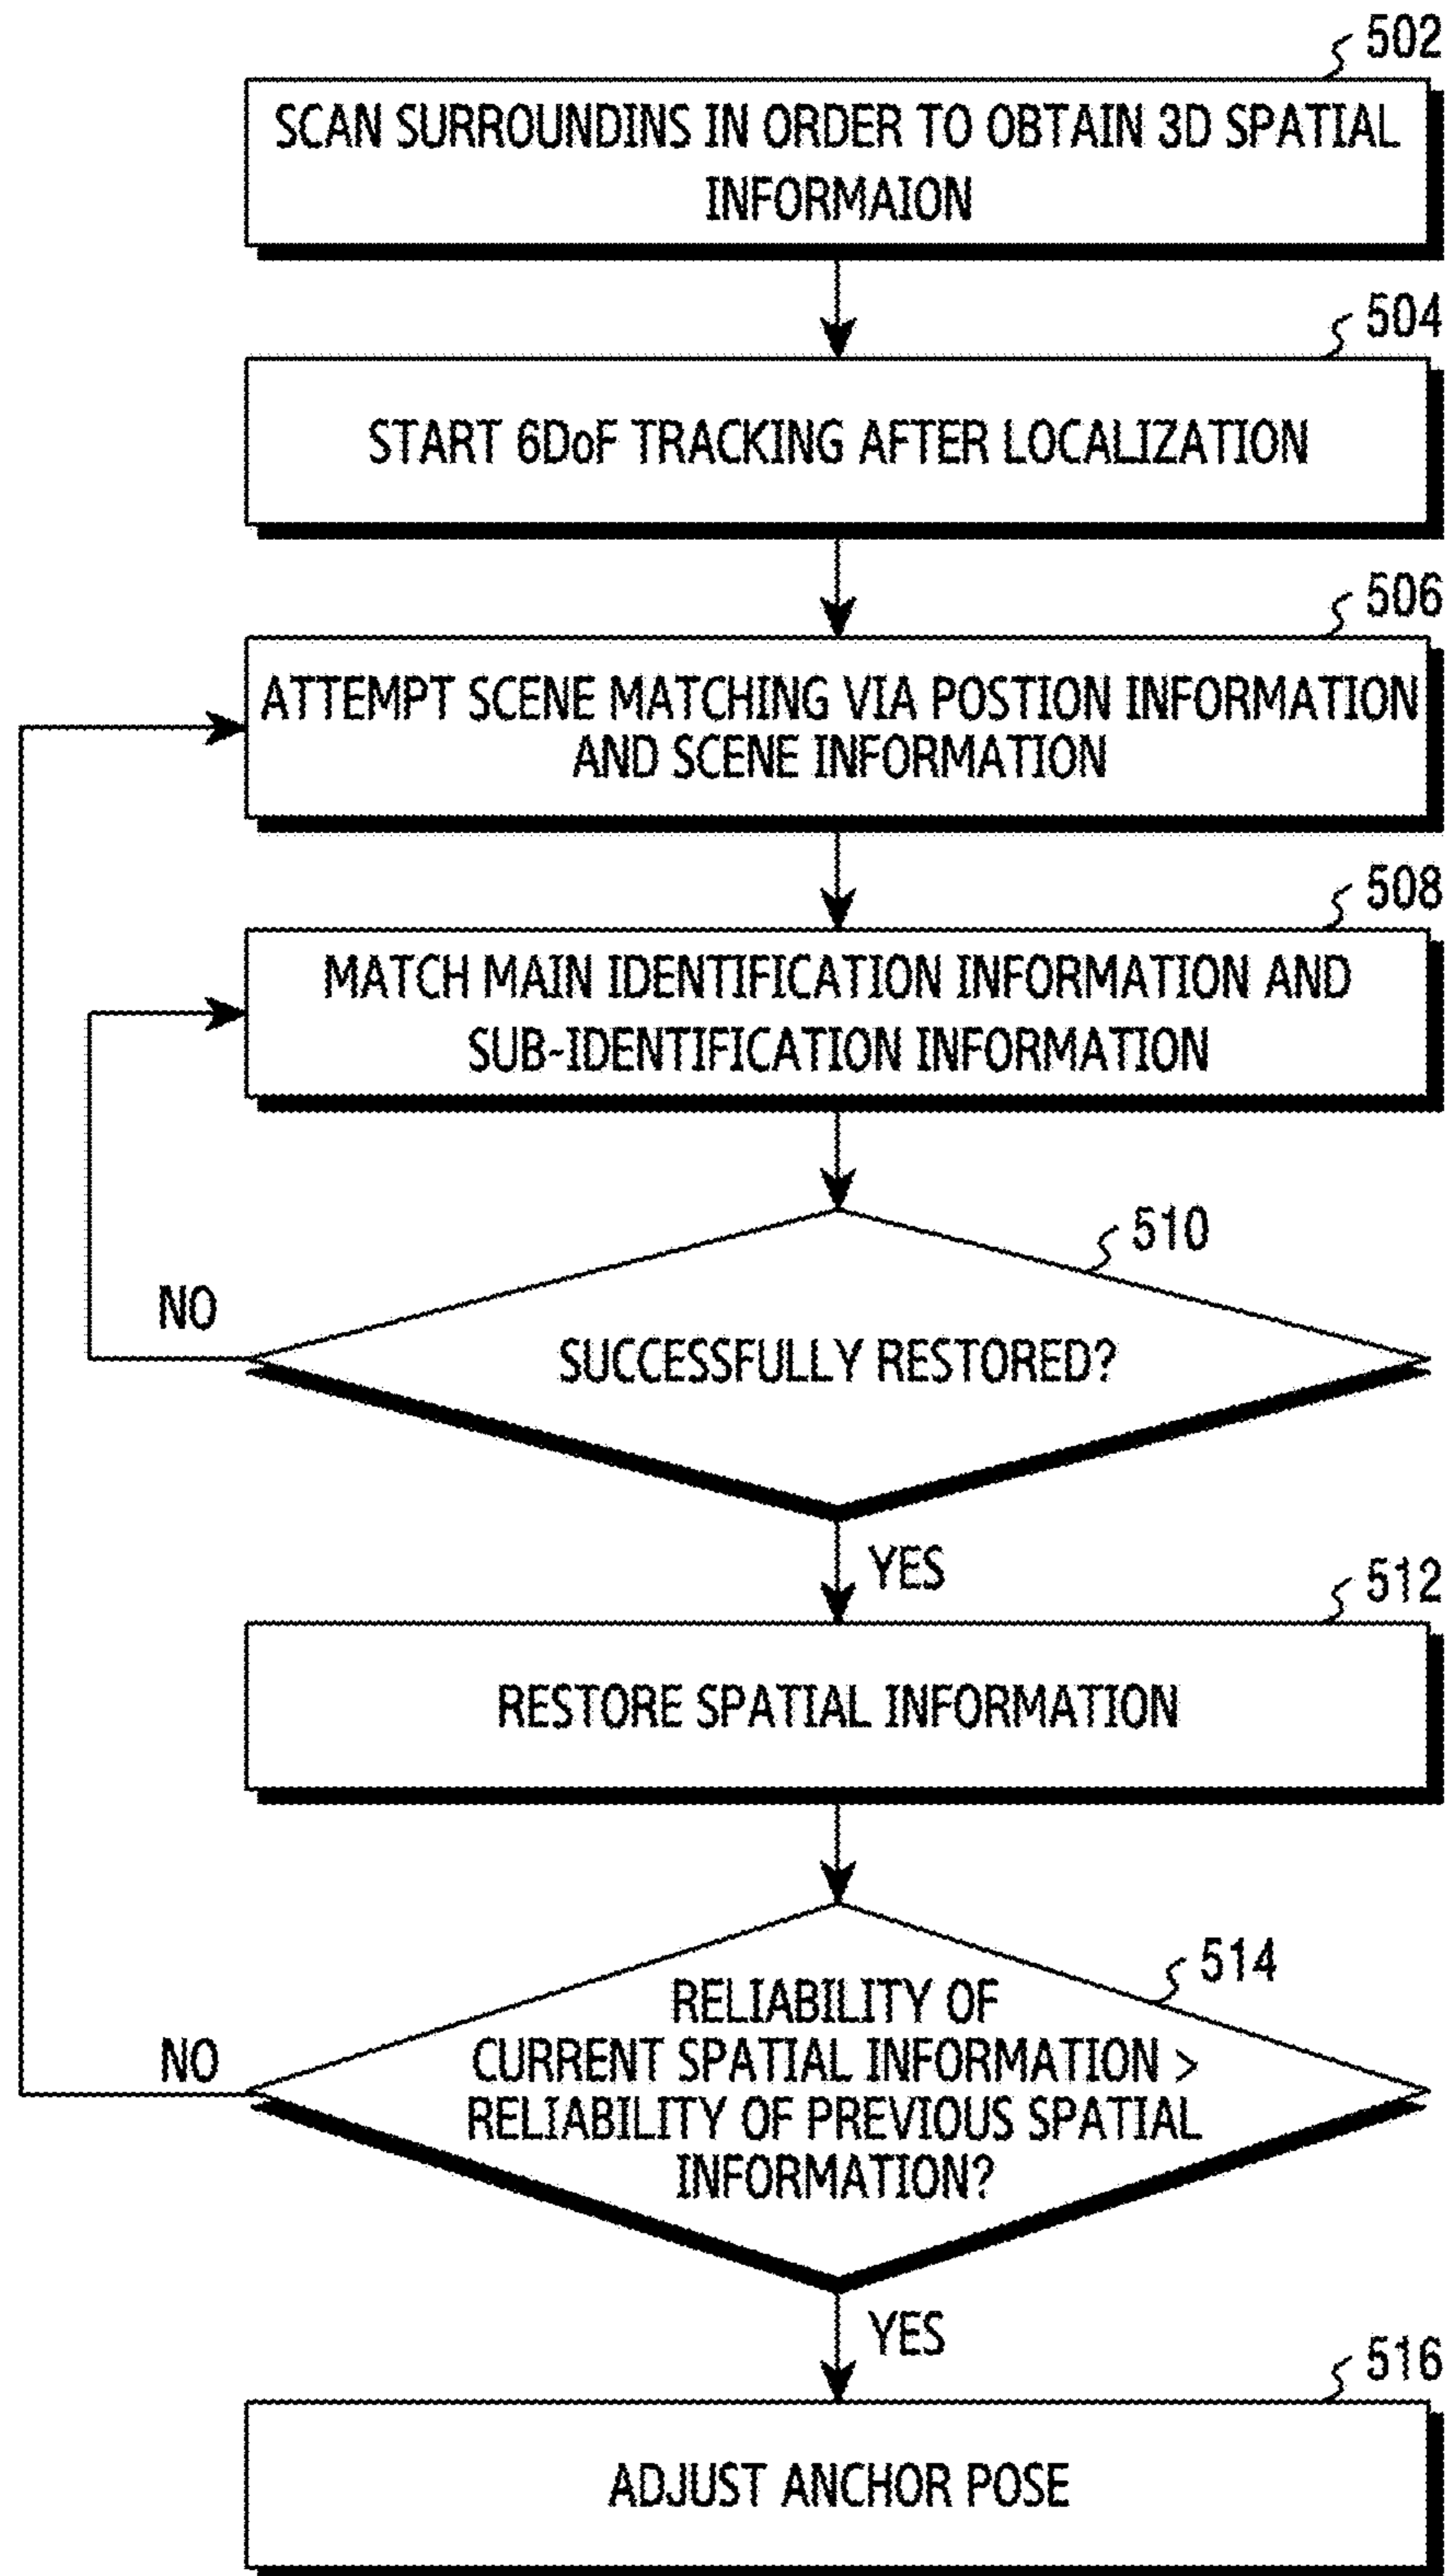 502
SCAN SURROUNDINS IN ORDER TO OBTAIN 3D SPATIAL
INFORMAION
504
START 6DoF TRACKING AFTER LOCALIZATION
506
ATTEMPT SCENE MATCHING VIA POSTION INFORMATION
AND SCENE INFORMATION
508
MATCH MAIN IDENTIFICATION INFORMATION AND
SUB-IDENTIFICATION INFORMATION
510
NO
SUCCESSFULLY RESTORED?
YES
512
RESTORE SPATIAL INFORMATION
514
RELIABILITY OF
NO
CURRENT SPATIAL INFORMATION >
RELIABILITY OF PREVIOUS SPATIAL
INFORMATION?
YES
516
ADJUST ANCHOR POSE